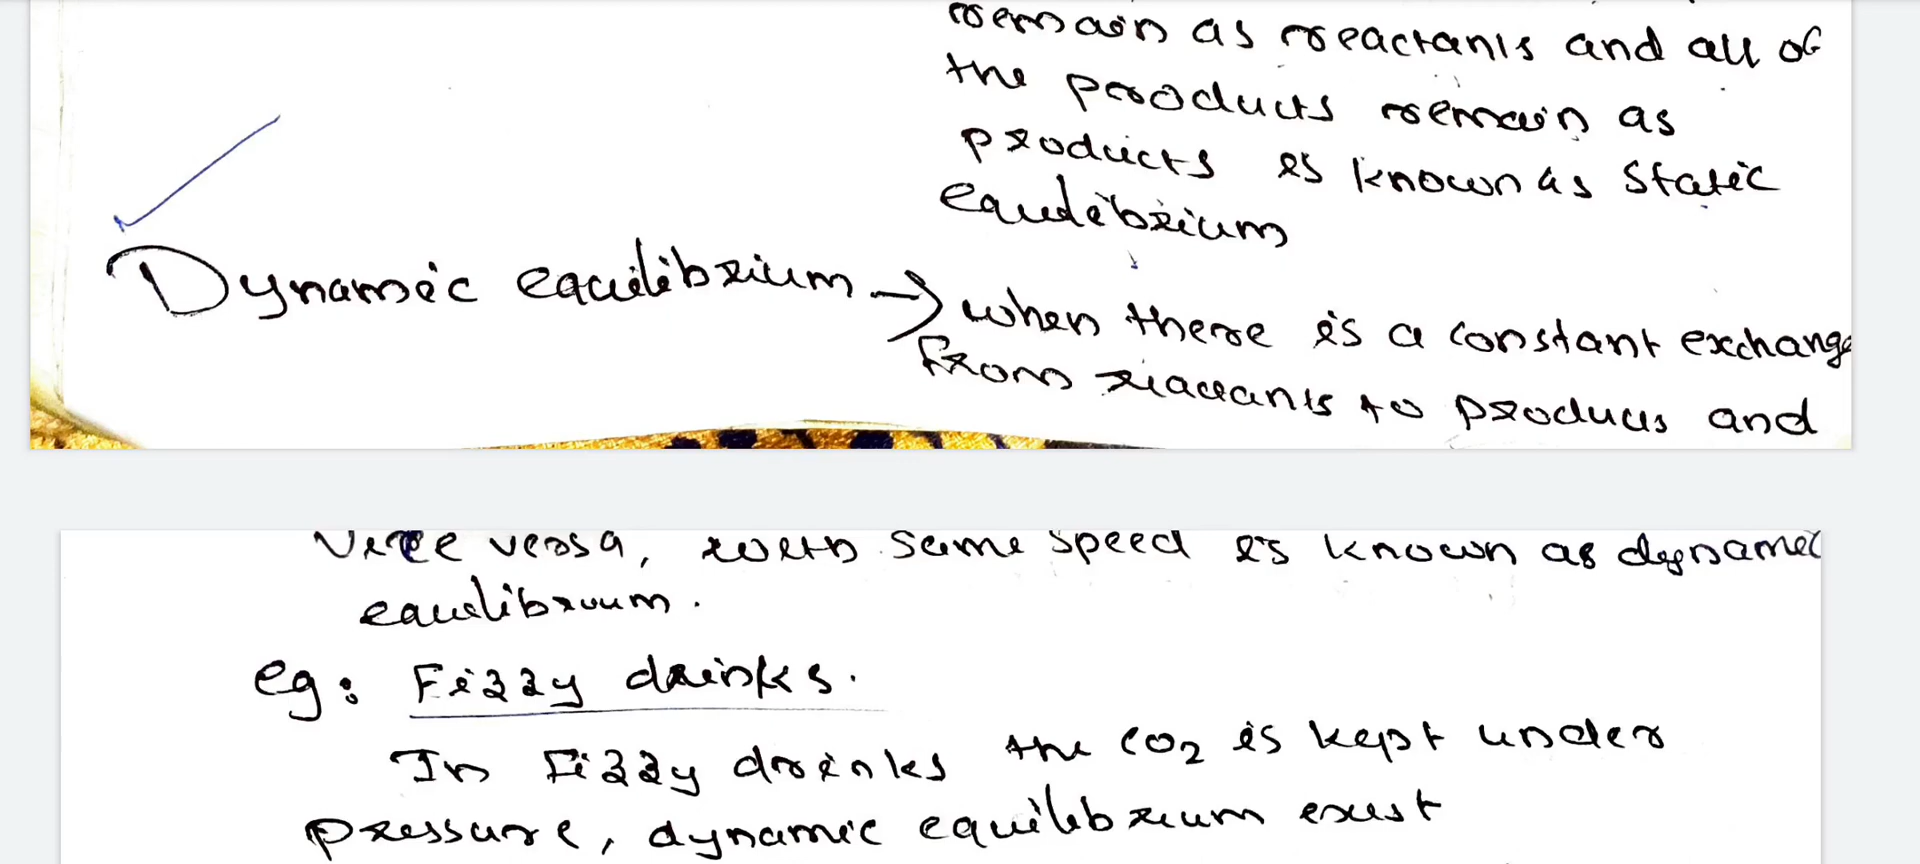 remain as reactants and all of
the products remain as
products is known as static
equilibrium
Dynamic equilibrium → when there is a constant exchange
from reactants to products and
vice versa, with same speed is known as dynamic
equilibrium.
eg: Fizzy drinks.
In Fizzy drinks the CO2 is kept under
pressure, dynamic equilibrium exist